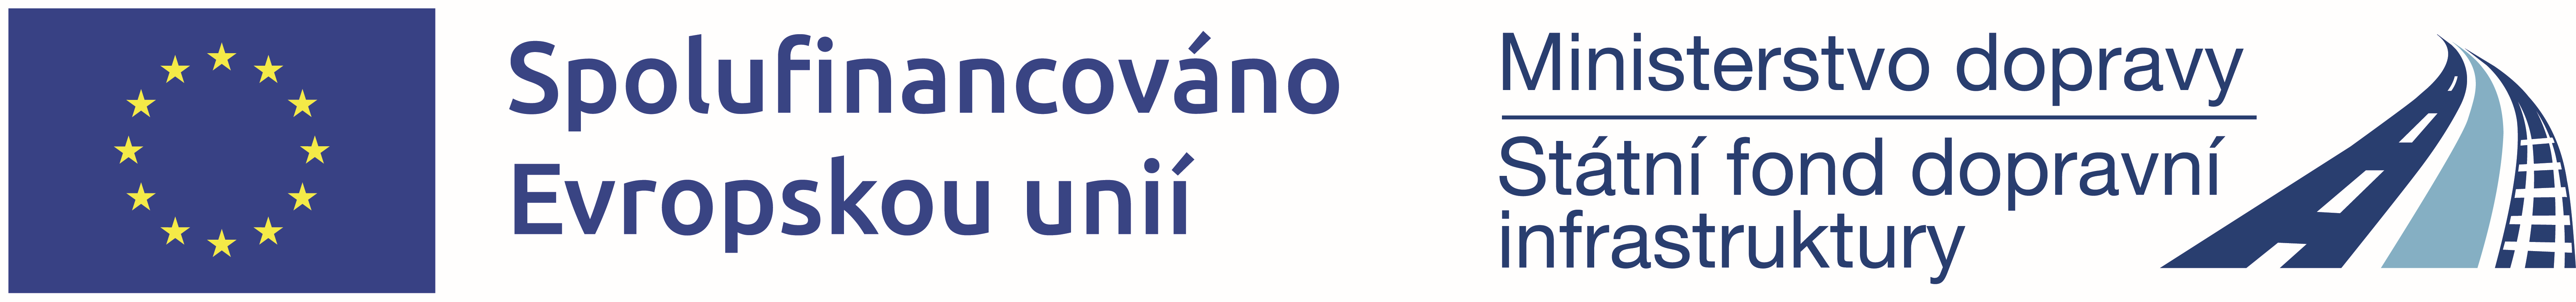 Spolufinancováno
Evropskou unií
Ministerstvo dopravy
Státní fond dopravní
infrastruktury